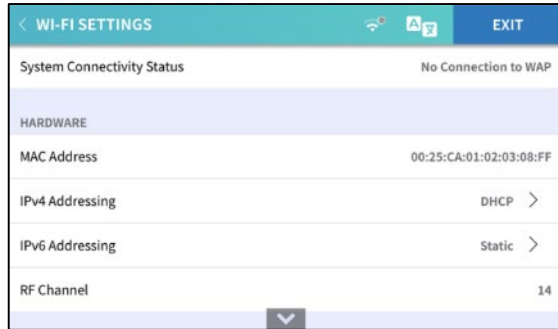 < WI-FI SETTINGS A EXIT
System Connectivity Status No Connection to WAP
HARDWARE
MAC Address 00:25:CA:01:02:03:08:FF
IPv4 Addressing DHCP >
IPv6 Addressing Static >
RF Channel 14